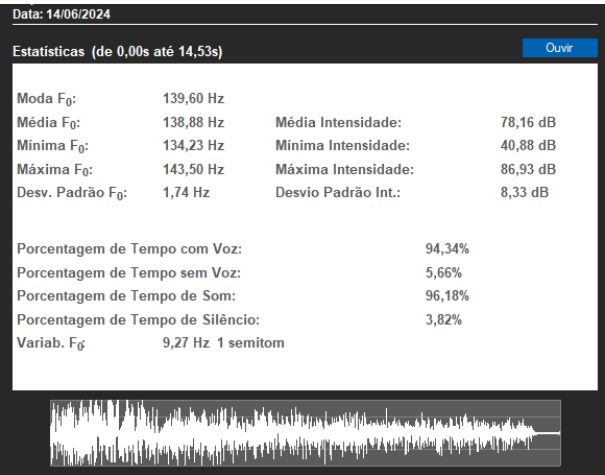 Data: 14/06/2024
Estatísticas (de 0,00s até 14,53s) Ouvir
Moda F0: 139,60 Hz
Média F0: 138,88 Hz Média Intensidade: 78,16 dB
Mínima F0: 134,23 Hz Mínima Intensidade: 40,88 dB
Máxima F0: 143,50 Hz Máxima Intensidade: 86,93 dB
Desv. Padrão F0: 1,74 Hz Desvio Padrão Int.: 8,33 dB
Porcentagem de Tempo com Voz: 94,34%
Porcentagem de Tempo sem Voz: 5,66%
Porcentagem de Tempo de Som: 96,18%
Porcentagem de Tempo de Silêncio: 3,82%
Variab. F0: 9,27 Hz 1 semitom